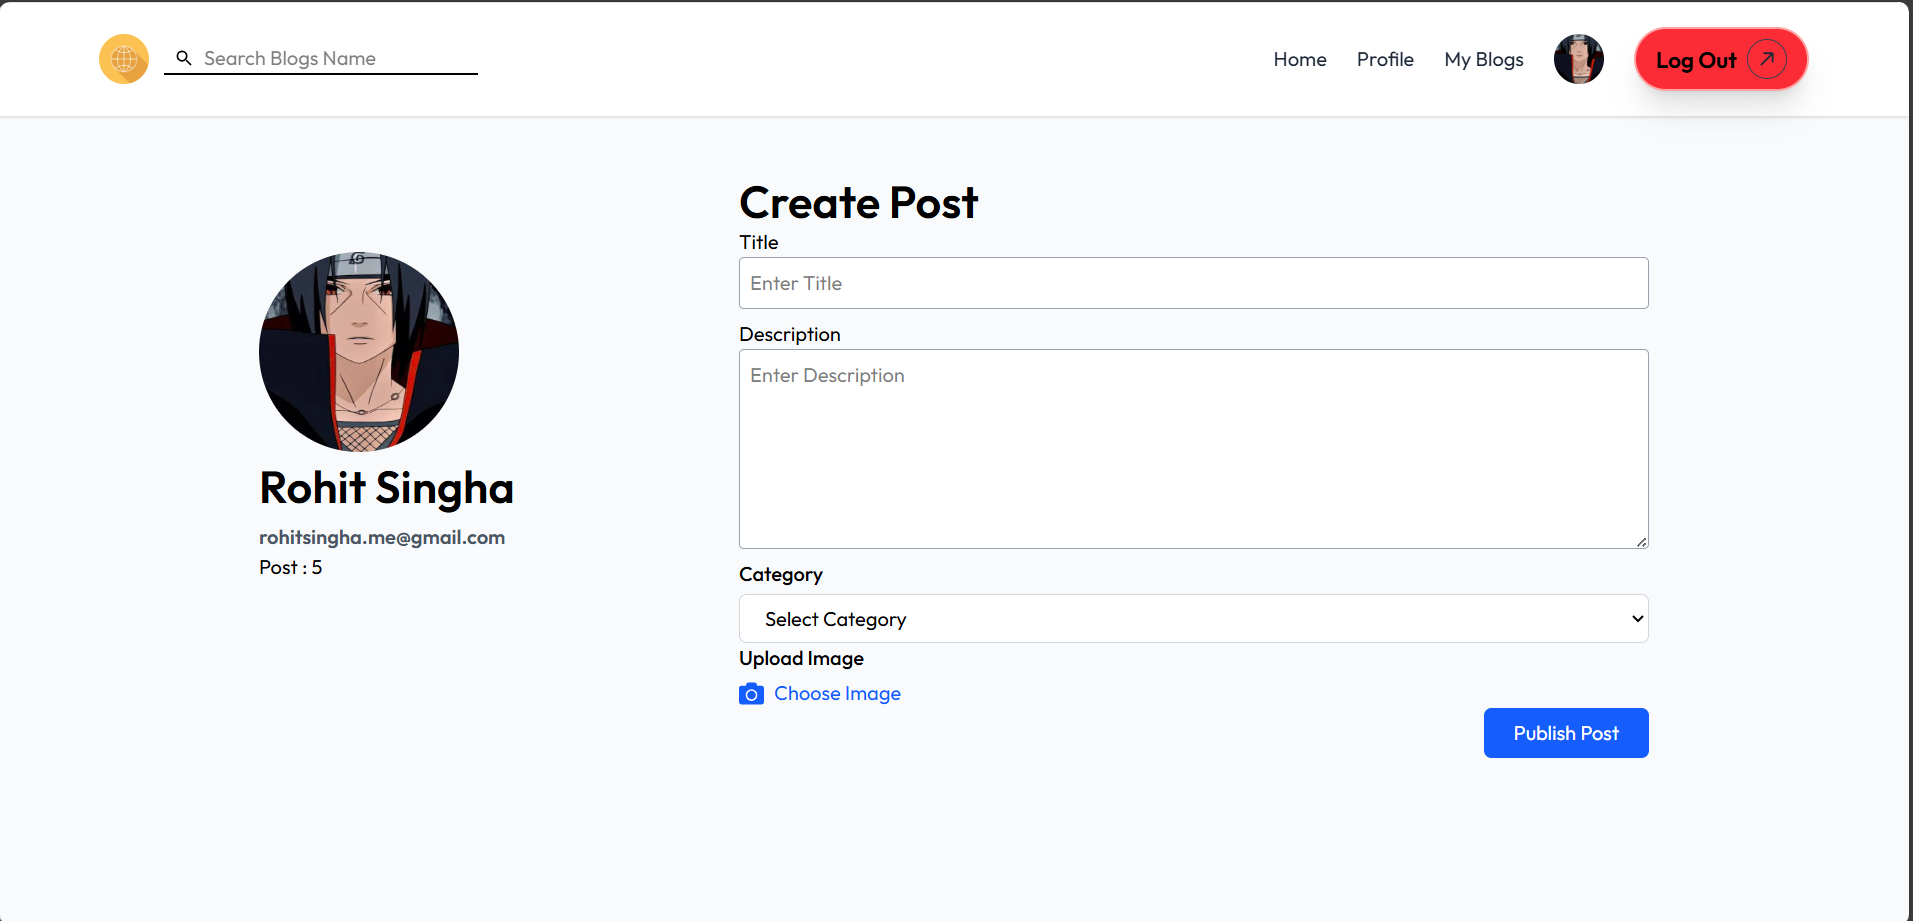 Search Blogs Name
Home
Profile
My Blogs
Log Out
Create Post
Title
Enter Title
Description
Enter Description
Category
Select Category
Upload Image
Choose Image
Publish Post
Rohit Singha
rohitsingha.me@gmail.com
Post : 5